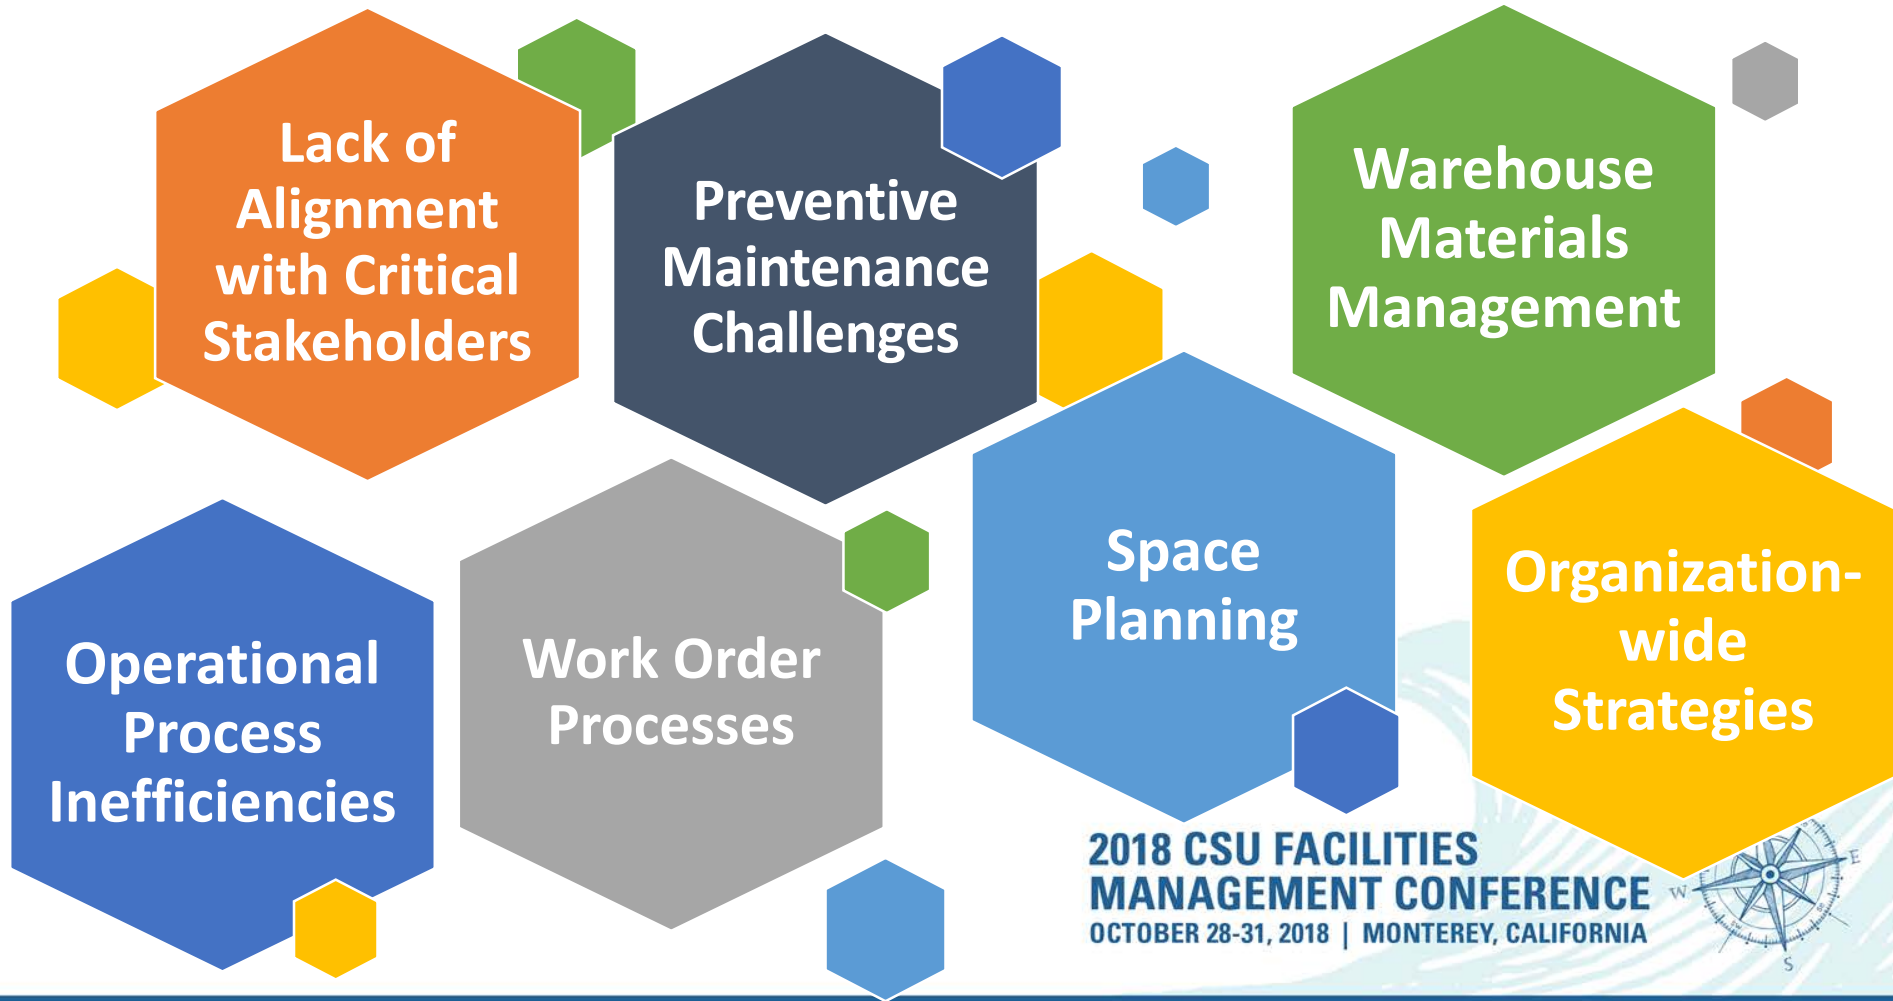 Lack of
Alignment
with Critical
Stakeholders
Preventive
Maintenance
Challenges
Warehouse
Materials
Management
Operational
Process
Inefficiencies
Work Order
Processes
Space
Planning
Organization-
wide
Strategies
2018 CSU FACILITIES
MANAGEMENT CONFERENCE
OCTOBER 28-31, 2018 | MONTEREY, CALIFORNIA
E
W
S